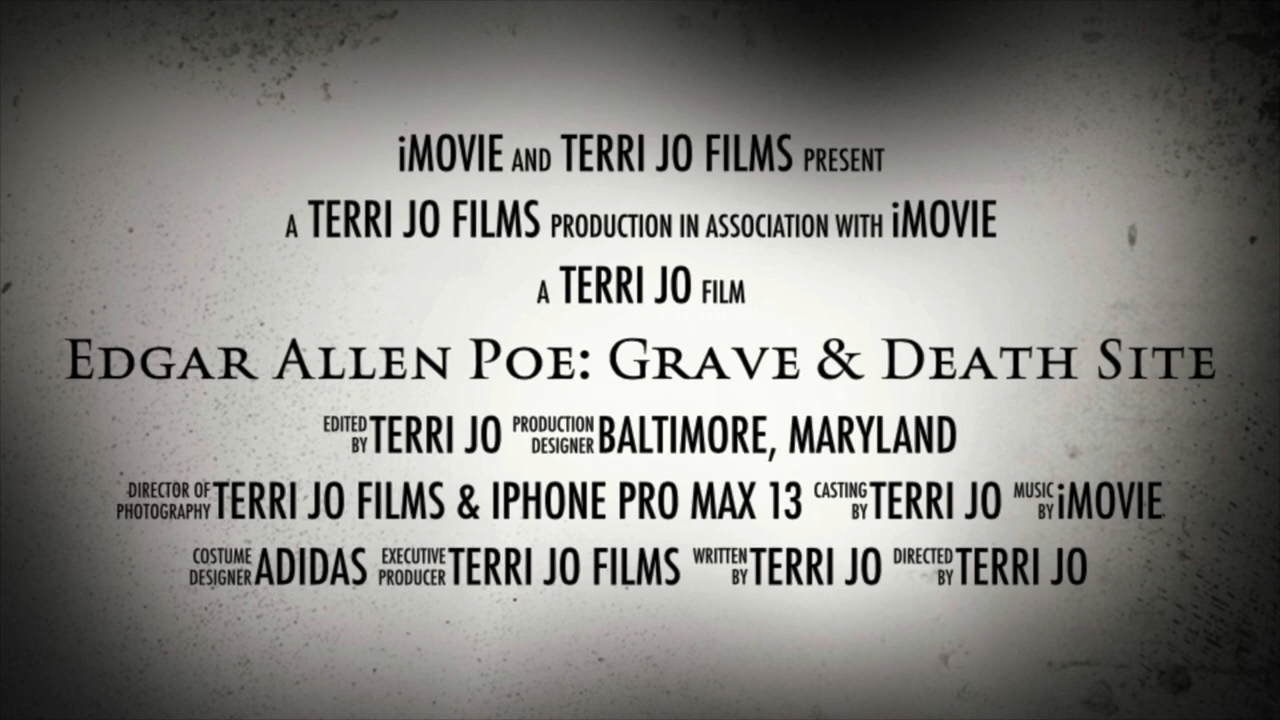 iMOVIE AND TERRI JO FILMS PRESENT
A TERRI JO FILMS PRODUCTION IN ASSOCIATION WITH iMOVIE
A TERRI JO FILM
EDGAR ALLEN POE: GRAVE & DEATH SITE
EDITED BY TERRI JO PRODUCTION DESIGNER BALTIMORE, MARYLAND
DIRECTOR OF PHOTOGRAPHY TERRI JO FILMS & IPHONE PRO MAX 13 CASTING BY TERRI JO MUSIC BY iMOVIE
COSTUME DESIGNER ADIDAS EXECUTIVE PRODUCER TERRI JO FILMS WRITTEN BY TERRI JO DIRECTED BY TERRI JO